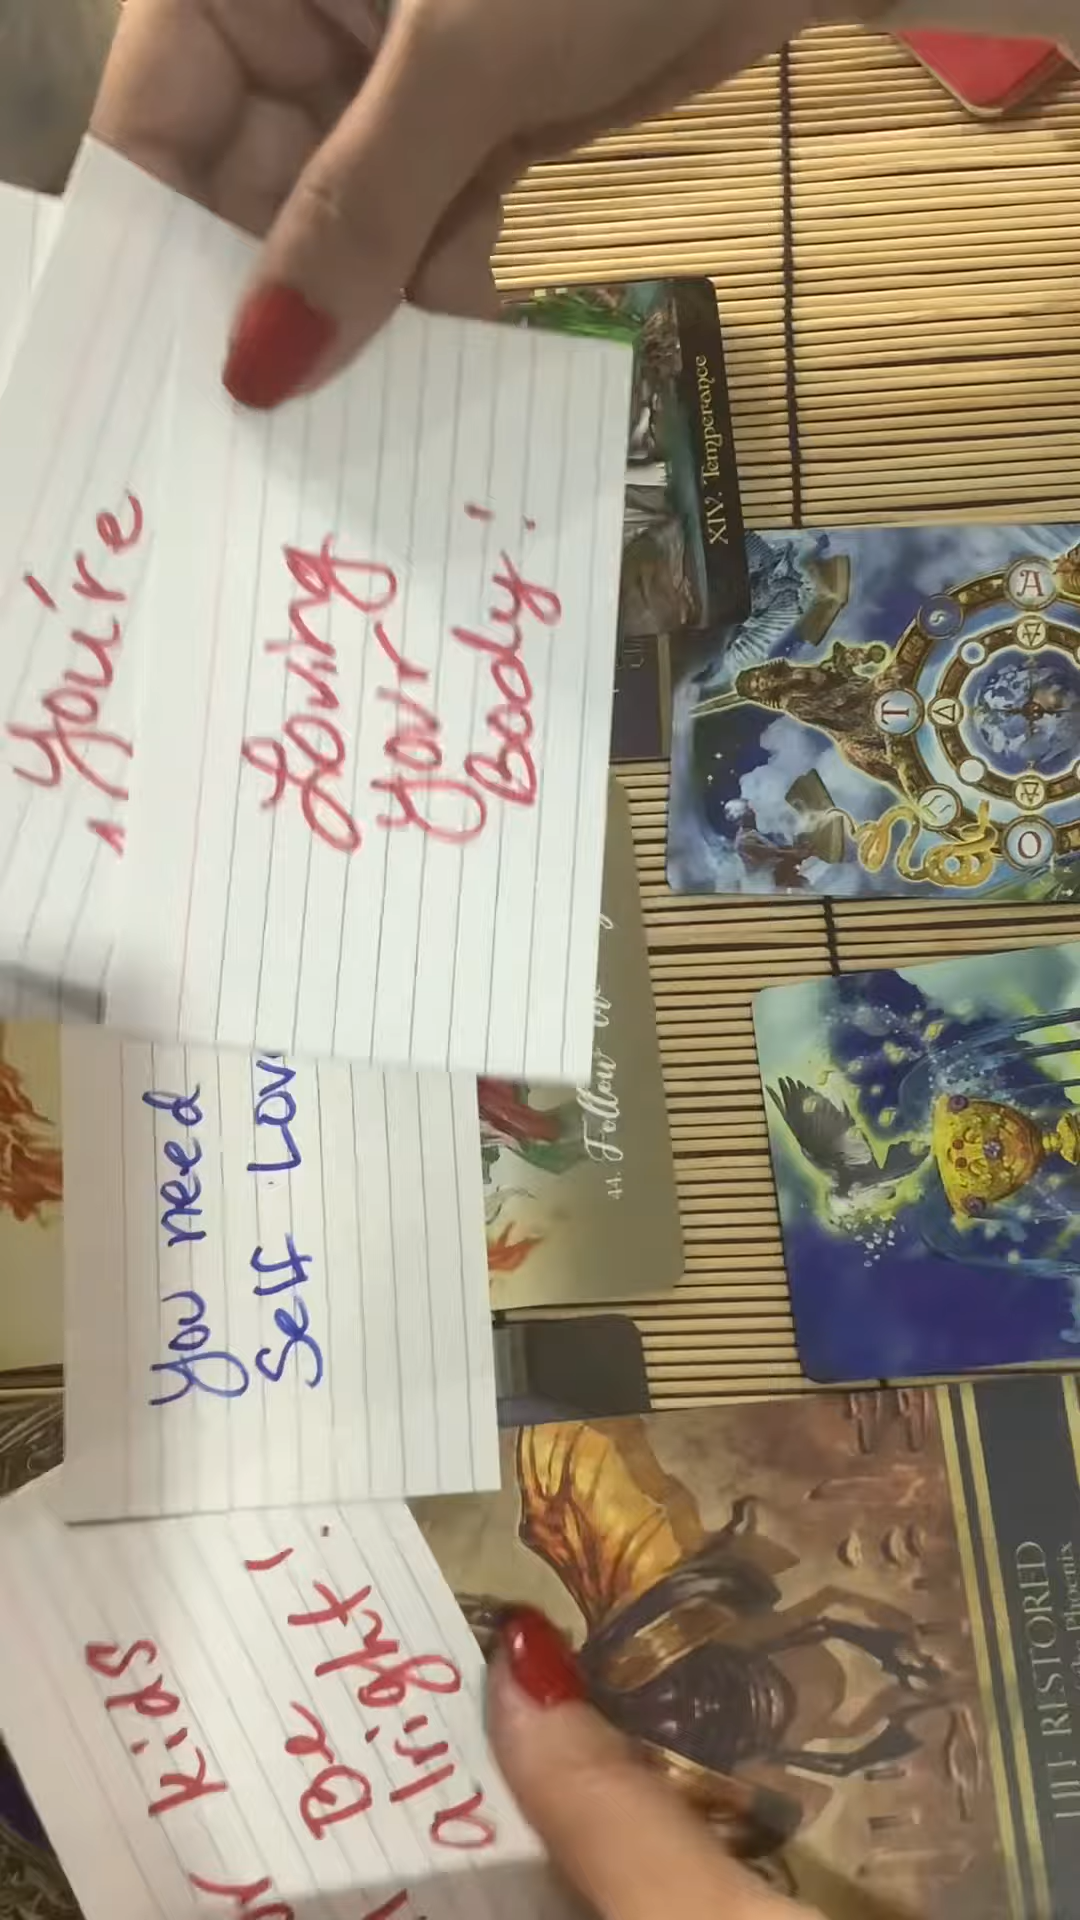 "You're
Loving
Your
Body!
You need
Self Lov
kids
Be
alright!
XIV. Temperance
44. Follow
T
A
O
LIFE RESTORED
Phoenix